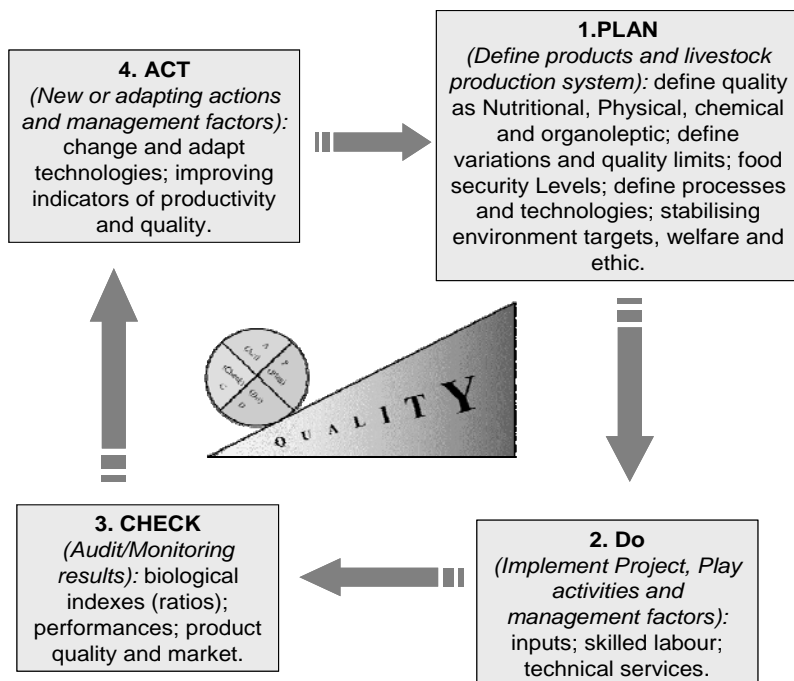 1.PLAN
(Define products and livestock
production system): define quality
as Nutritional, Physical, chemical
and organoleptic; define
variations and quality limits; food
security Levels; define processes
and technologies; stabilising
environment targets, welfare and
ethic.
2. Do
(Implement Project, Play
activities and
management factors):
inputs; skilled labour;
technical services.
3. CHECK
(Audit/Monitoring
results): biological
indexes (ratios);
performances; product
quality and market.
4. ACT
(New or adapting actions
and management factors):
change and adapt
technologies; improving
indicators of productivity
and quality.
A
(Act)
P
(Plan)
(Check)
C
(Do)
D
QUALITY